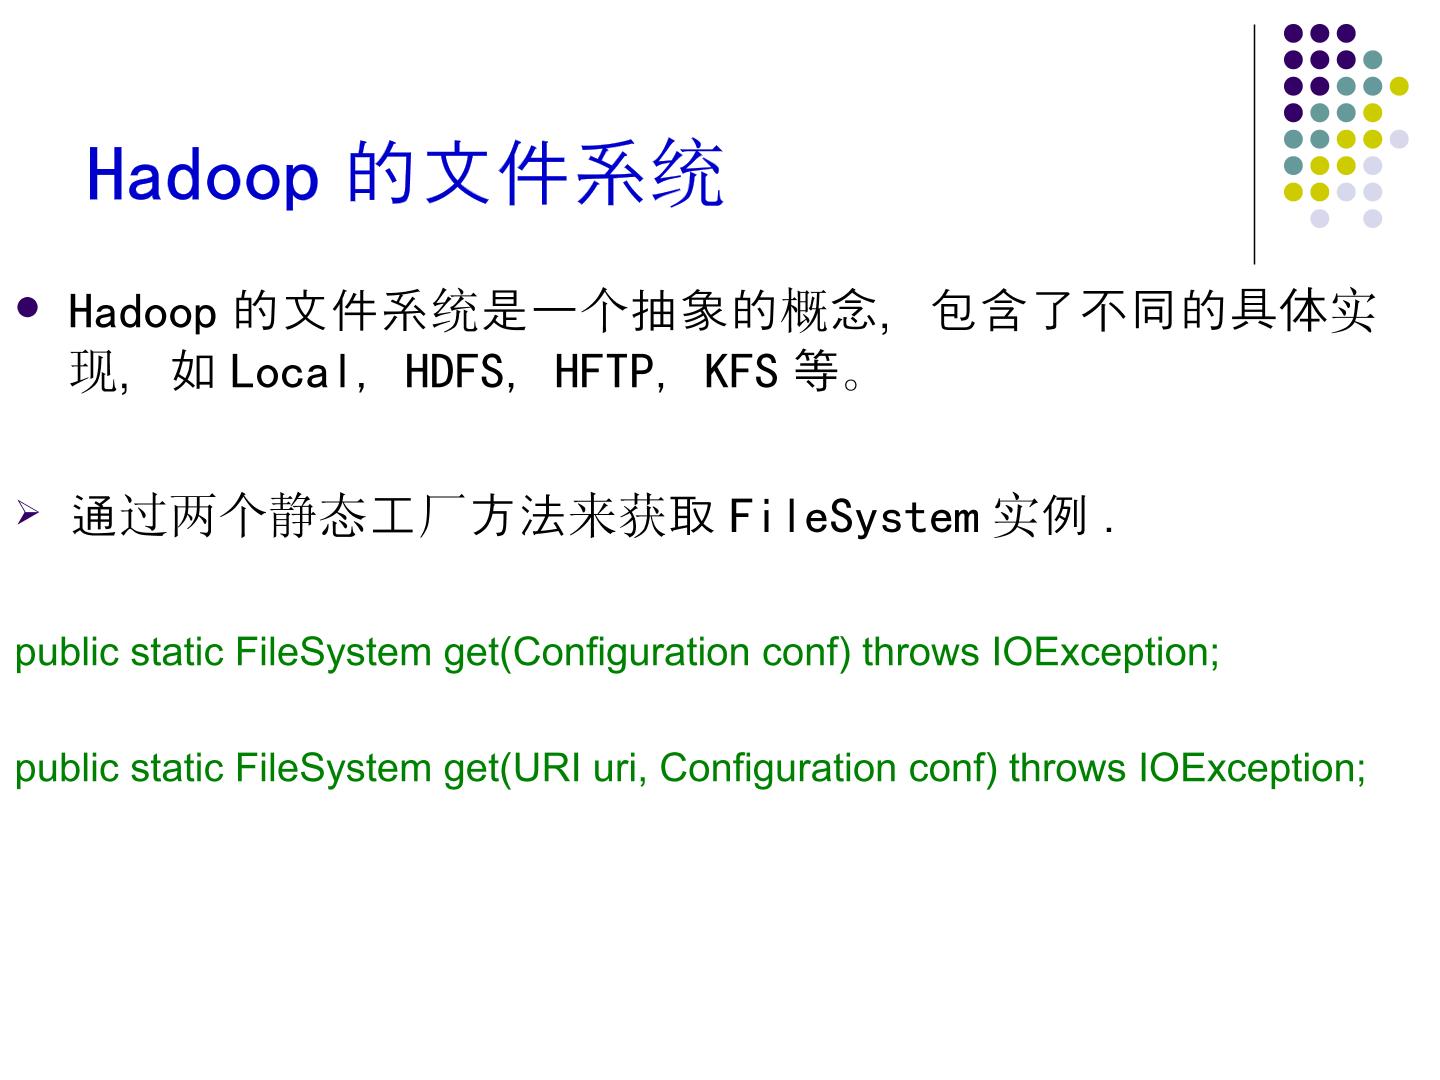 Hadoop 的文件系统
Hadoop 的文件系统是一个抽象的概念，包含了不同的具体实
现，如 Local，HDFS，HFTP，KFS 等。
通过两个静态工厂方法来获取 FileSystem 实例 .
public static FileSystem get(Configuration conf) throws IOException;
public static FileSystem get(URI uri, Configuration conf) throws IOException;